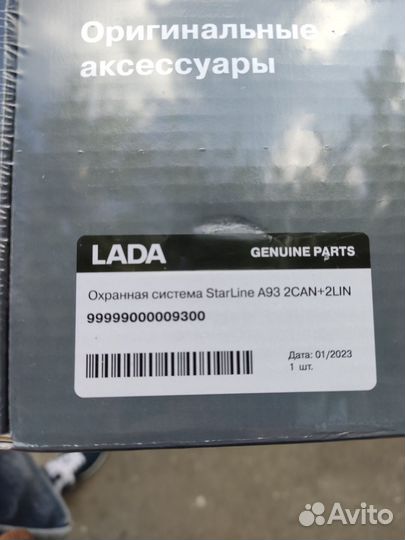 Оригинальные
аксессуары
LADA
GENUINE PARTS
Охранная система StarLine A93 2CAN+2LIN
99999000009300
Дата: 01/2023
1 шт.
Avito